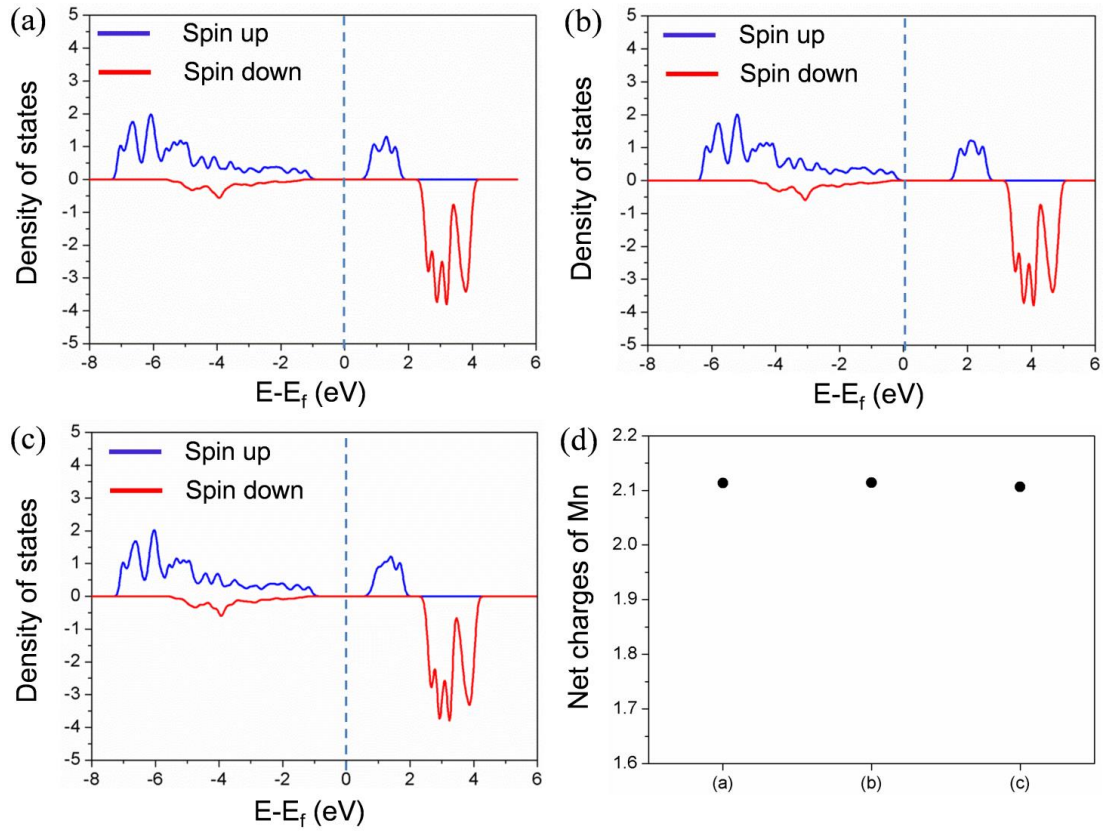 (a)
5
4
3
2
1
0
-1
-2
-3
-4
-5
Density of states
Spin up
Spin down
-8 -6 -4 -2 0 2 4 6
E-Ef (eV)
(b)
5
4
3
2
1
0
-1
-2
-3
-4
-5
Density of states
Spin up
Spin down
-8 -6 -4 -2 0 2 4 6
E-Ef (eV)
(c)
5
4
3
2
1
0
-1
-2
-3
-4
-5
Density of states
Spin up
Spin down
-8 -6 -4 -2 0 2 4 6
E-Ef (eV)
(d)
2.2
2.1
2.0
1.9
1.8
1.7
1.6
Net charges of Mn
(a) (b) (c)